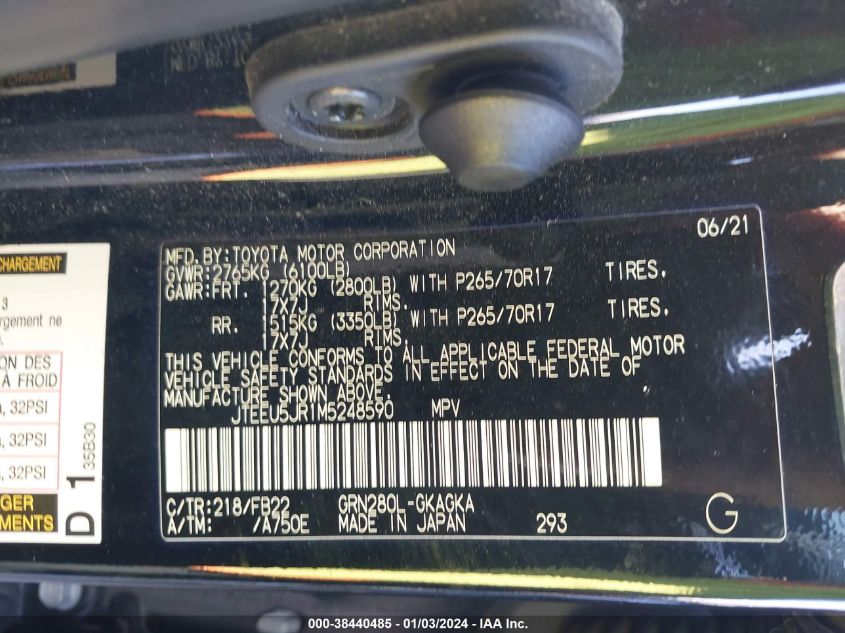 06/21
MFD. BY: TOYOTA MOTOR CORPORATION
GVWR: 2765KG (6100LB)
GAWR: FRT. 1270KG (2800LB) WITH P265/70R17 TIRES,
17X7J RIMS.
RR. 1515KG (3350LB) WITH P265/70R17 TIRES,
17X7J RIMS.
THIS VEHICLE CONFORMS TO ALL APPLICABLE FEDERAL MOTOR
VEHICLE SAFETY STANDARDS IN EFFECT ON THE DATE OF
MANUFACTURE SHOWN ABOVE.
JTEEU5JR1M5248590 MPV
C/TR: 218/FB22 GRN280L-GKAGKA
A/TM: /A750E MADE IN JAPAN 293
G
CHARGEMENT
3
rgement ne
ON DES
À FROID
, 32PSI
, 32PSI
, 32PSI
GER
MENTS
D 1 35B30
000-38440485 - 01/03/2024 - IAA Inc.